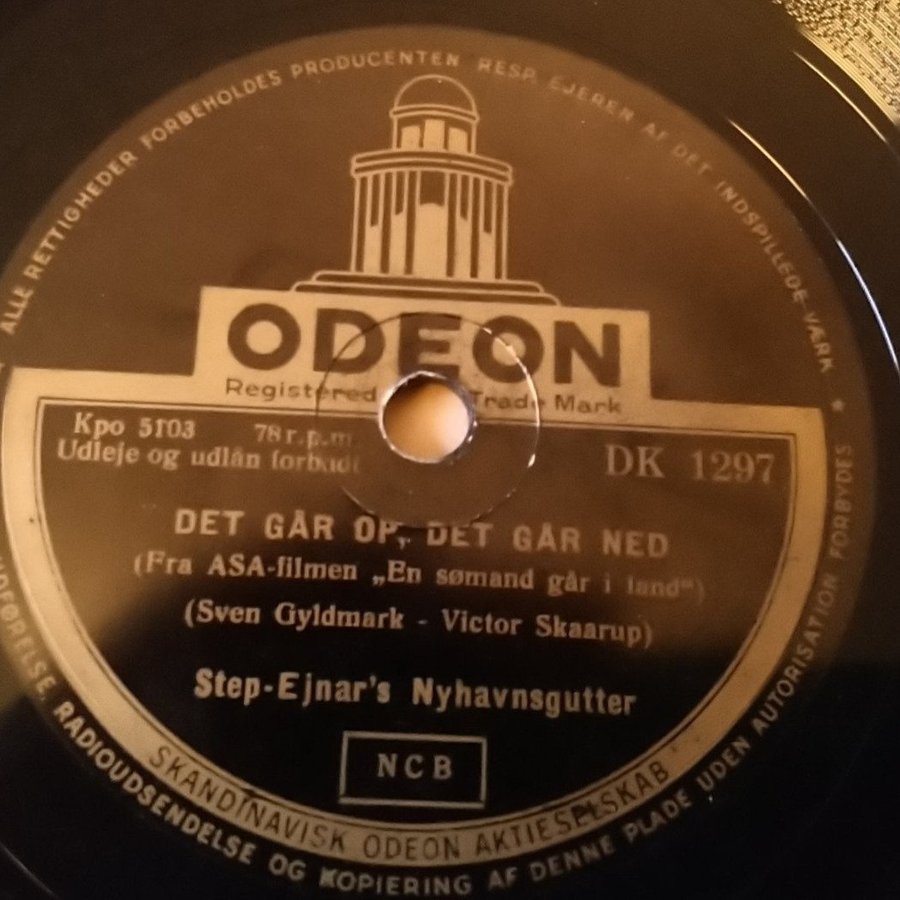 ALLE RETTIGHEDER FORBEHOLDES PRODUCENTEN RESP. EJEREN AF DET INDSPILLEDE VÆRK
ODEON
Registered Trade Mark
Kpo 5103 78 r.p.m.
Udleje og udlån forbudt
DK 1297
DET GÅR OP, DET GÅR NED
(Fra ASA-filmen „En sømand går i land")
(Sven Gyldmark - Victor Skaarup)
Step-Ejnar's Nyhavnsgutter
NCB
SKANDINAVISK ODEON AKTIESELSKAB
RADIOUDSENDELSE OG KOPIERING AF DENNE PLADE UDEN AUTORISATION FORBYDES